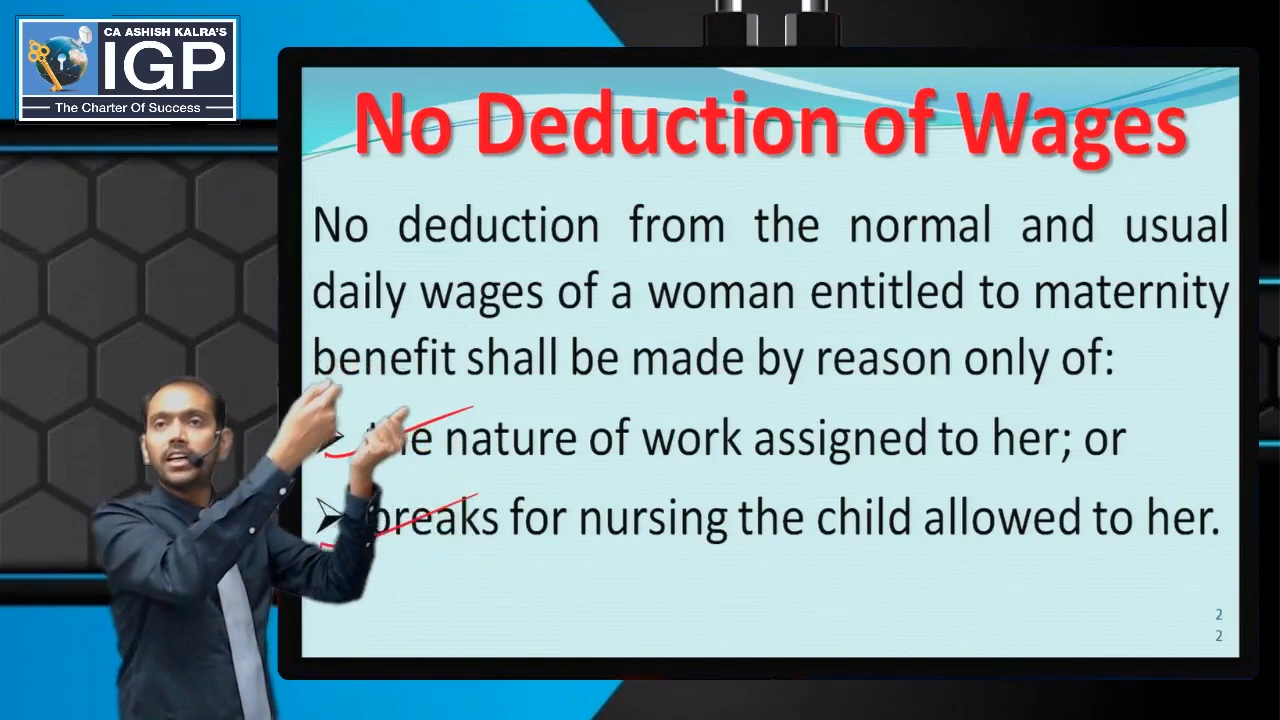 CA ASHISH KALRA'S
IGP
The Charter Of Success
No Deduction of Wages
No deduction from the normal and usual
daily wages of a woman entitled to maternity
benefit shall be made by reason only of:
the nature of work assigned to her; or
breaks for nursing the child allowed to her.
2
2